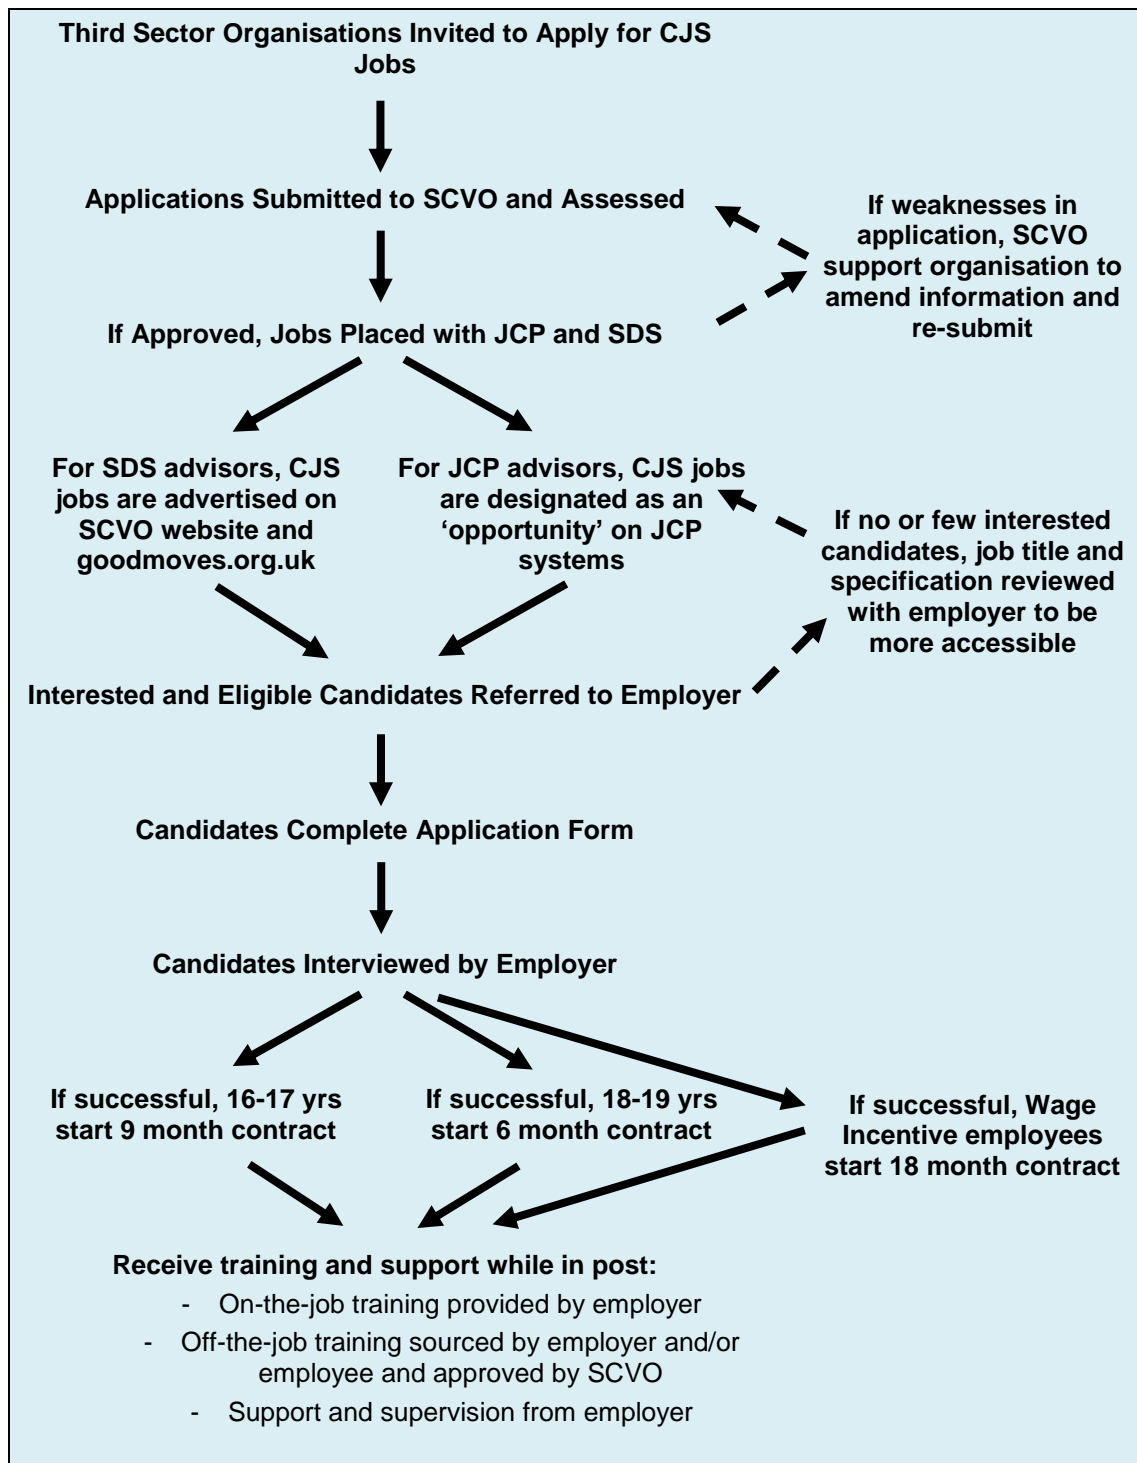 Third Sector Organisations Invited to Apply for CJS
Jobs
Applications Submitted to SCVO and Assessed
If weaknesses in
application, SCVO
support organisation to
amend information and
re-submit
If Approved, Jobs Placed with JCP and SDS
For SDS advisors, CJS
jobs are advertised on
SCVO website and
goodmoves.org.uk
For JCP advisors, CJS jobs
are designated as an
‘opportunity’ on JCP
systems
If no or few interested
candidates, job title and
specification reviewed
with employer to be
more accessible
Interested and Eligible Candidates Referred to Employer
Candidates Complete Application Form
Candidates Interviewed by Employer
If successful, 16-17 yrs
start 9 month contract
If successful, 18-19 yrs
start 6 month contract
If successful, Wage
Incentive employees
start 18 month contract
Receive training and support while in post:
- On-the-job training provided by employer
- Off-the-job training sourced by employer and/or
employee and approved by SCVO
- Support and supervision from employer